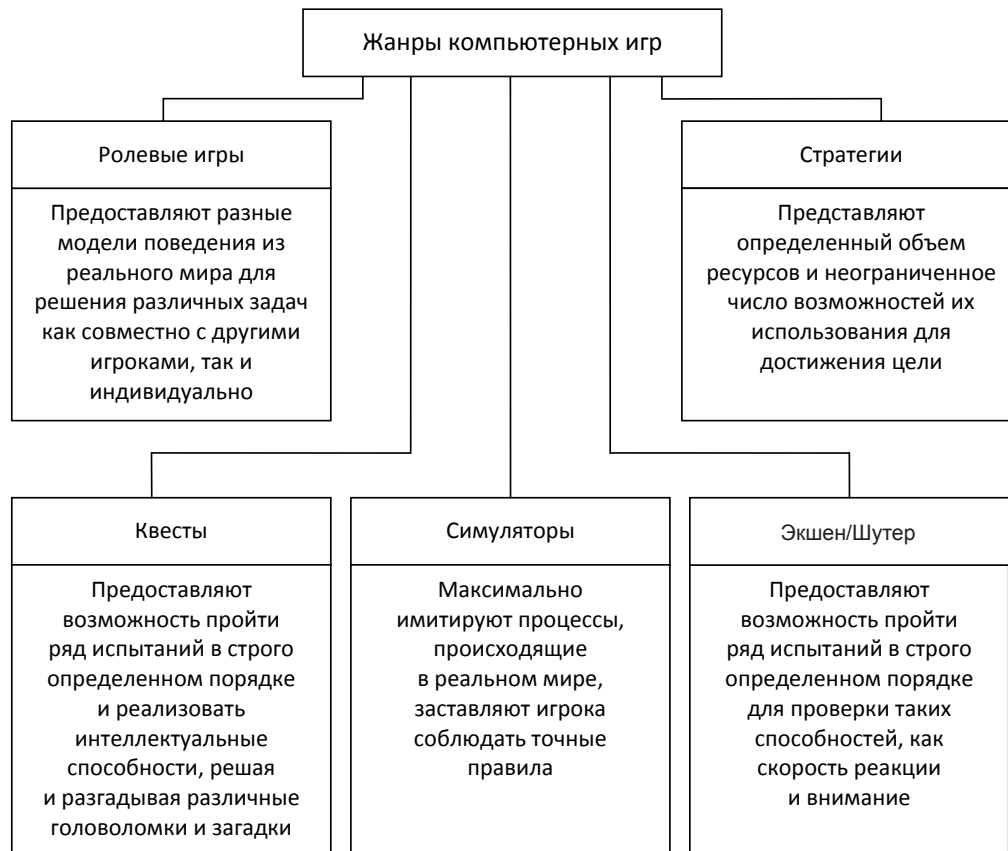 Жанры компьютерных игр
Ролевые игры
Предоставляют разные
модели поведения из
реального мира для
решения различных задач
как совместно с другими
игроками, так и
индивидуально
Стратегии
Представляют
определенный объем
ресурсов и неограниченное
число возможностей их
использования для
достижения цели
Квесты
Предоставляют
возможность пройти
ряд испытаний в строго
определенном порядке
и реализовать
интеллектуальные
способности, решая
и разгадывая различные
головоломки и загадки
Симуляторы
Максимально
имитируют процессы,
происходящие
в реальном мире,
заставляют игрока
соблюдать точные
правила
Экшен/Шутер
Предоставляют
возможность пройти
ряд испытаний в строго
определенном порядке
для проверки таких
способностей, как
скорость реакции
и внимание